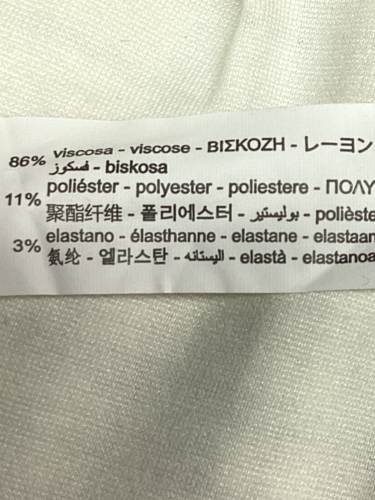 86% viscosa - viscose - ΒΙΣΚΟΖΗ - レーヨン
فسكوز - biskosa
11% poliéster - polyester - poliestere - ΠΟΛΥ
聚酯纤维 - 폴리에스터 - بوليستير - polièste
3% elastano - élasthanne - elastane - elastaan
氨纶 - 엘라스탄 - اليستانه - elastà - elastanoa